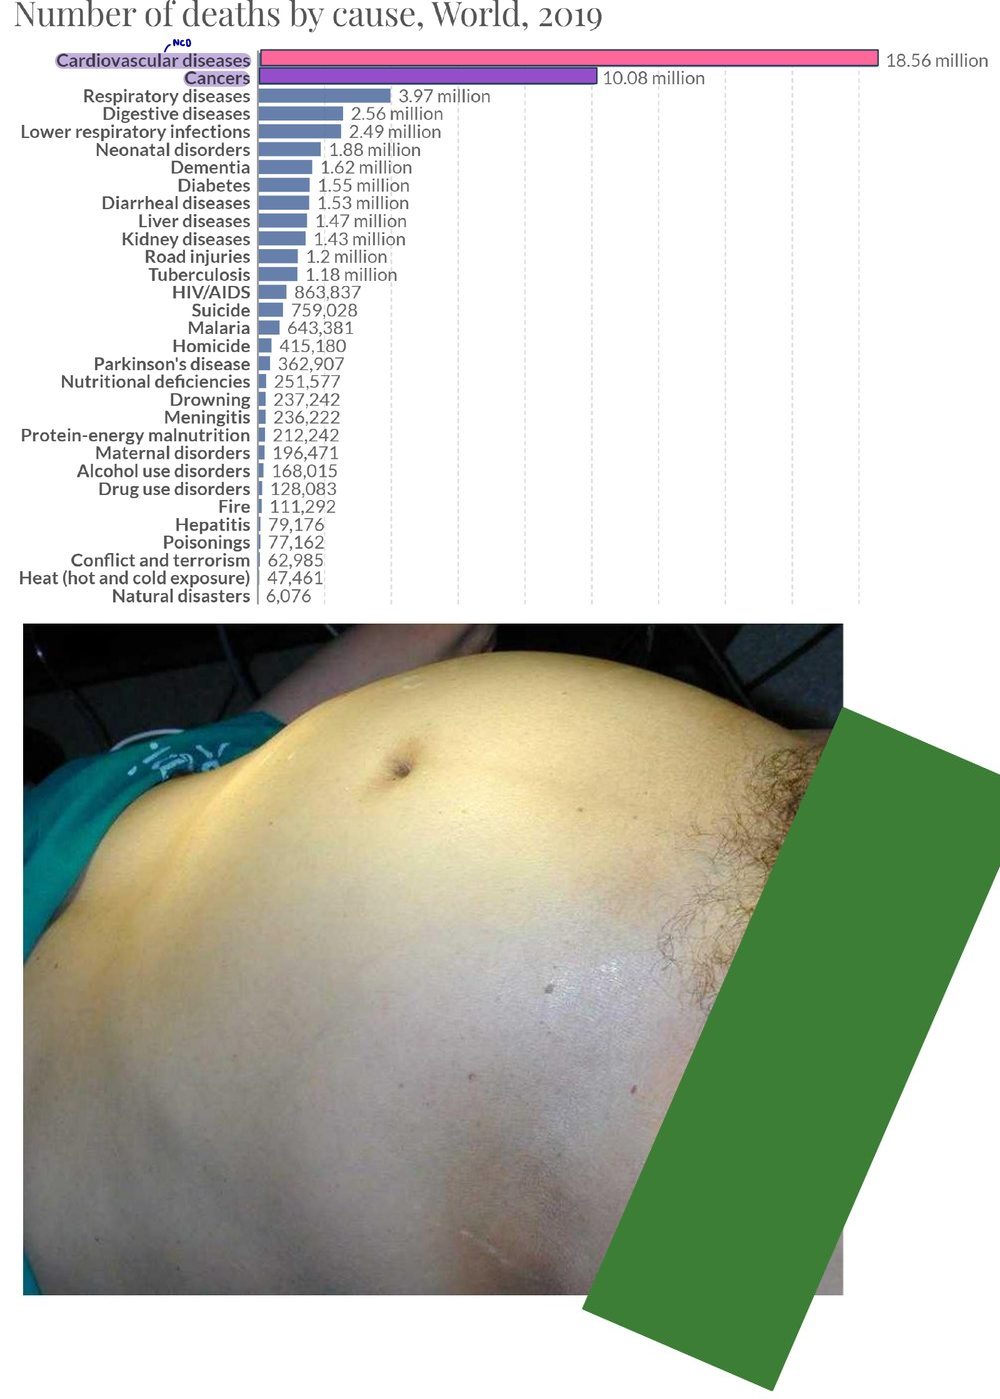 Number of deaths by cause, World, 2019
NCD
Cardiovascular diseases 18.56 million
Cancers 10.08 million
Respiratory diseases 3.97 million
Digestive diseases 2.56 million
Lower respiratory infections 2.49 million
Neonatal disorders 1.88 million
Dementia 1.62 million
Diabetes 1.55 million
Diarrheal diseases 1.53 million
Liver diseases 1.47 million
Kidney diseases 1.43 million
Road injuries 1.2 million
Tuberculosis 1.18 million
HIV/AIDS 863,837
Suicide 759,028
Malaria 643,381
Homicide 415,180
Parkinson's disease 362,907
Nutritional deficiencies 251,577
Drowning 237,242
Meningitis 236,222
Protein-energy malnutrition 212,242
Maternal disorders 196,471
Alcohol use disorders 168,015
Drug use disorders 128,083
Fire 111,292
Hepatitis 79,176
Poisonings 77,162
Conflict and terrorism 62,985
Heat (hot and cold exposure) 47,461
Natural disasters 6,076